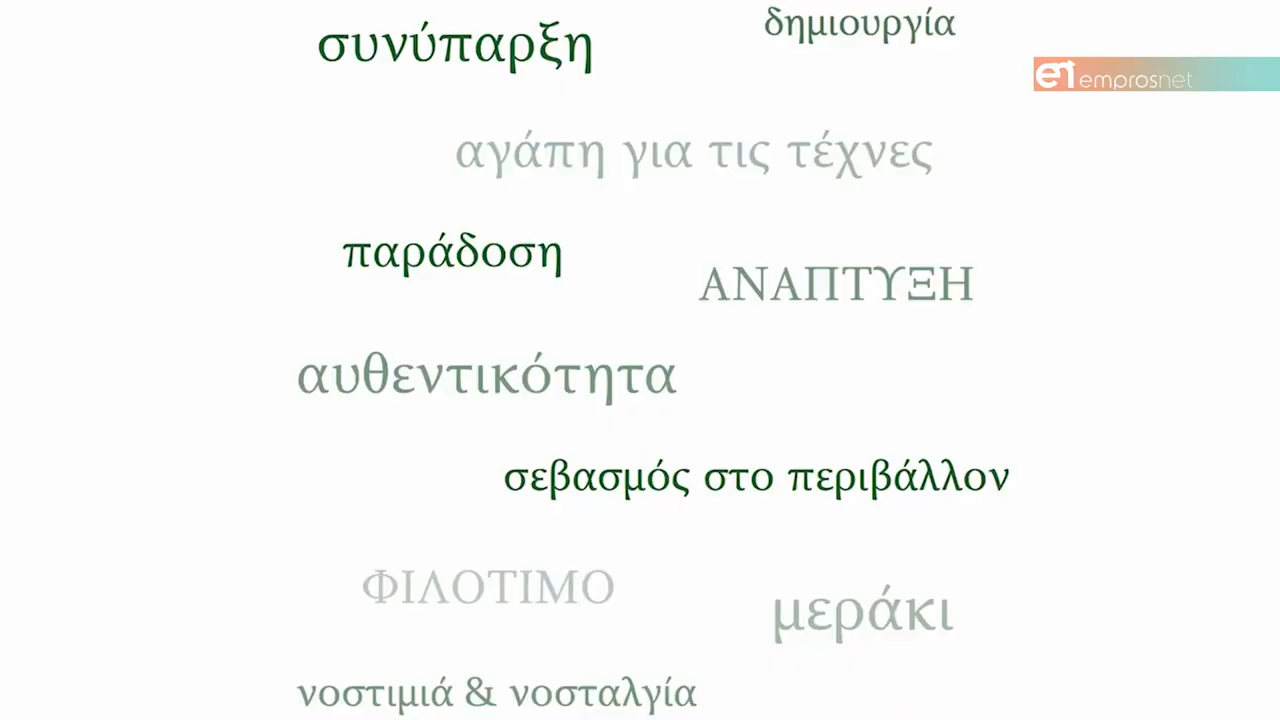 συνύπαρξη
δημιουργία
emprosnet
αγάπη για τις τέχνες
παράδοση
ΑΝΑΠΤΥΞΗ
αυθεντικότητα
σεβασμός στο περιβάλλον
ΦΙΛΟΤΙΜΟ
μεράκι
νοστιμιά & νοσταλγία